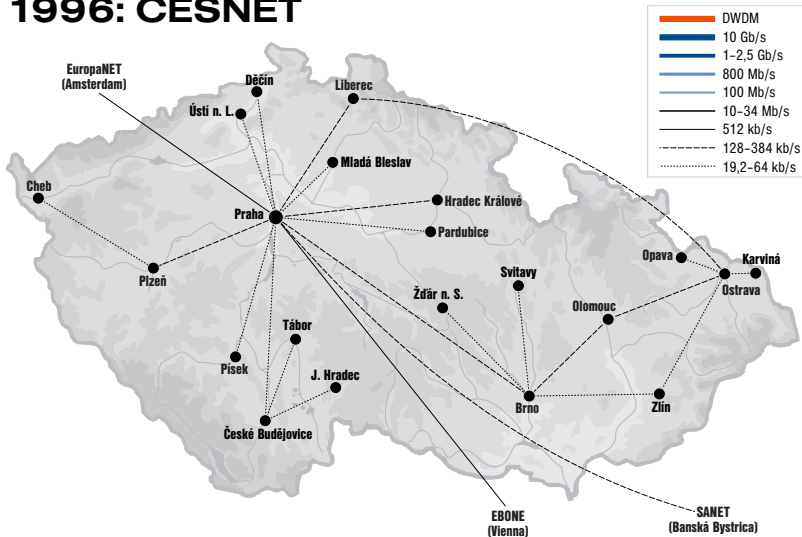 1996: CESNET
DWDM
10 Gb/s
1–2,5 Gb/s
800 Mb/s
100 Mb/s
10–34 Mb/s
512 kb/s
128–384 kb/s
19,2–64 kb/s
EuropaNET
(Amsterdam)
Děčín
Liberec
Ústí n. L.
Mladá Bleslav
Cheb
Hradec Králové
Praha
Pardubice
Plzeň
Opava
Karviná
Ostrava
Svitavy
Žďár n. S.
Olomouc
Tábor
Písek
J. Hradec
Brno
Zlín
České Budějovice
EBONE
(Vienna)
SANET
(Banská Bystrica)